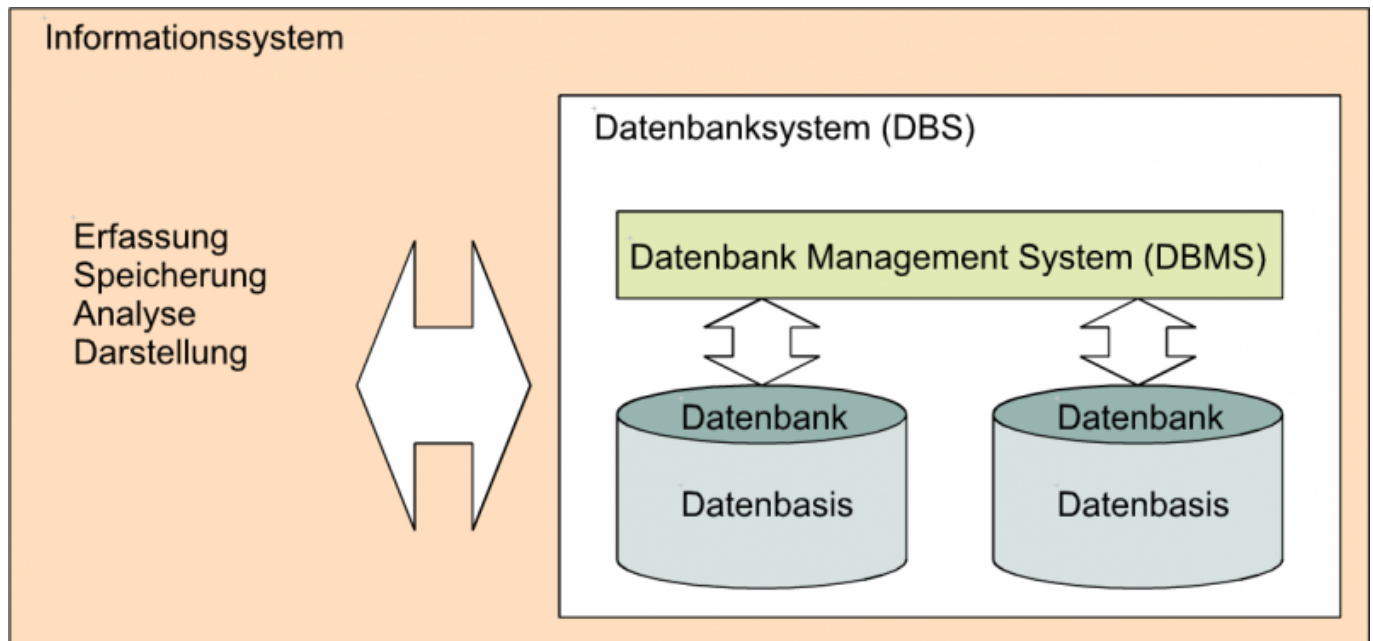 Informationssystem
Datenbanksystem (DBS)
Erfassung
Speicherung
Analyse
Darstellung
Datenbank Management System (DBMS)
Datenbank
Datenbank
Datenbasis
Datenbasis